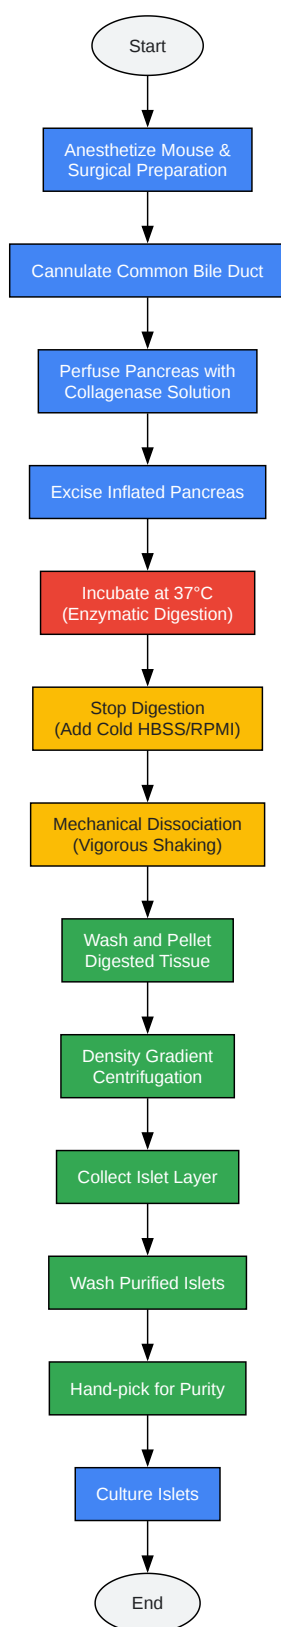 Start
Anesthetize Mouse &
Surgical Preparation
Cannulate Common Bile Duct
Perfuse Pancreas with
Collagenase Solution
Excise Inflated Pancreas
Incubate at 37°C
(Enzymatic Digestion)
Stop Digestion
(Add Cold HBSS/RPMI)
Mechanical Dissociation
(Vigorous Shaking)
Wash and Pellet
Digested Tissue
Density Gradient
Centrifugation
Collect Islet Layer
Wash Purified Islets
Hand-pick for Purity
Culture Islets
End